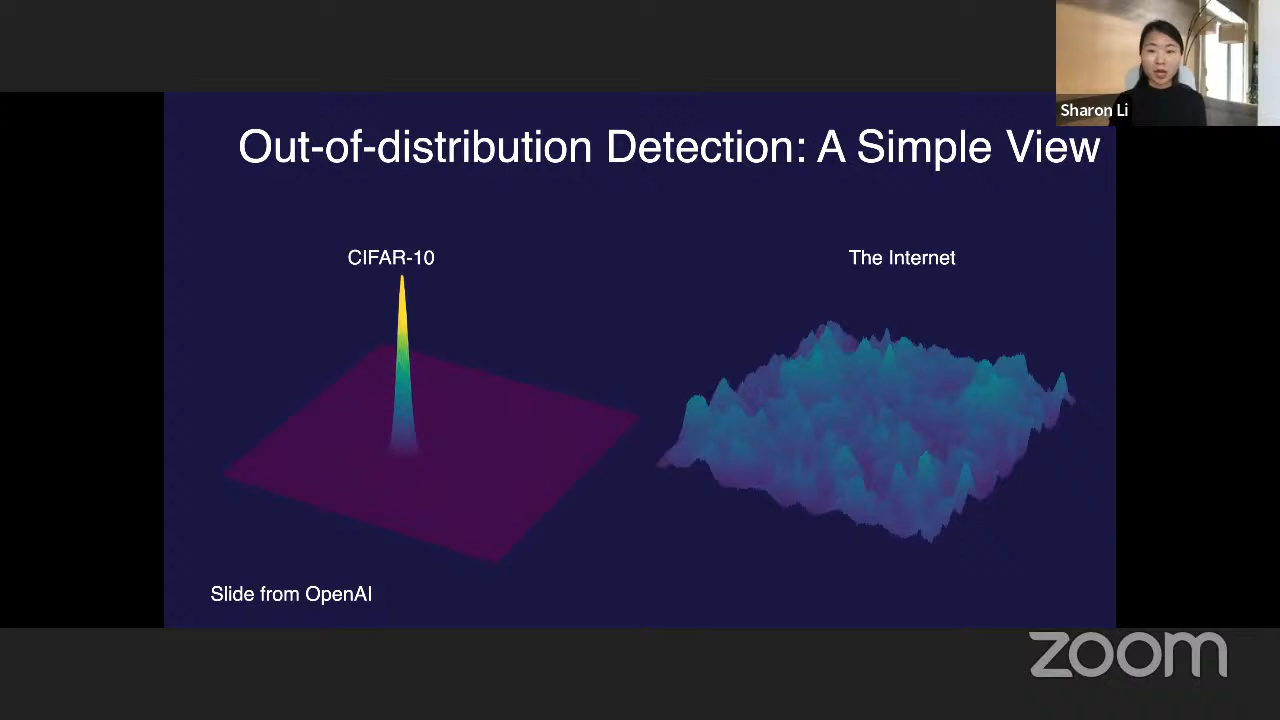 Sharon Li
Out-of-distribution Detection: A Simple View
CIFAR-10
The Internet
Slide from OpenAI
zoom